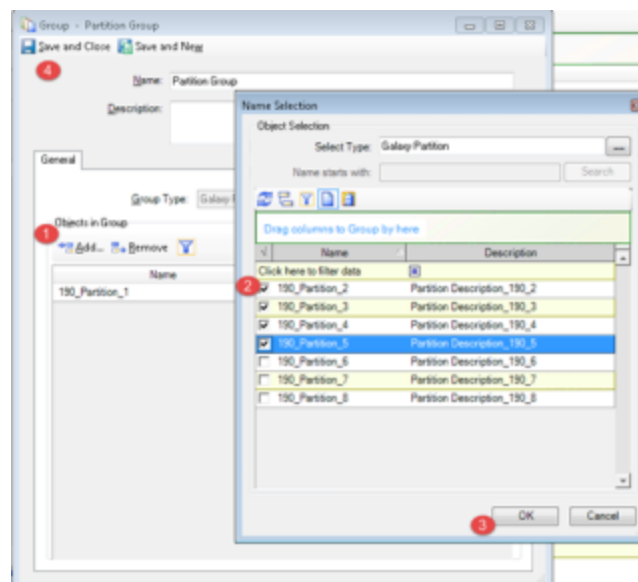 Group - Partition Group
Save and Close Save and New
4
Name: Partition Group
Description:
General
Group Type: Galaxy
Objects in Group
1
Add... Remove
Name
190_Partition_1
Name Selection
Object Selection
Select Type: Galaxy Partition ...
Name starts with: Search
Drag columns to Group by here
√ Name Description
Click here to filter data
2
190_Partition_2 Partition Description_190_2
190_Partition_3 Partition Description_190_3
190_Partition_4 Partition Description_190_4
190_Partition_5 Partition Description_190_5
190_Partition_6 Partition Description_190_6
190_Partition_7 Partition Description_190_7
190_Partition_8 Partition Description_190_8
3
OK Cancel